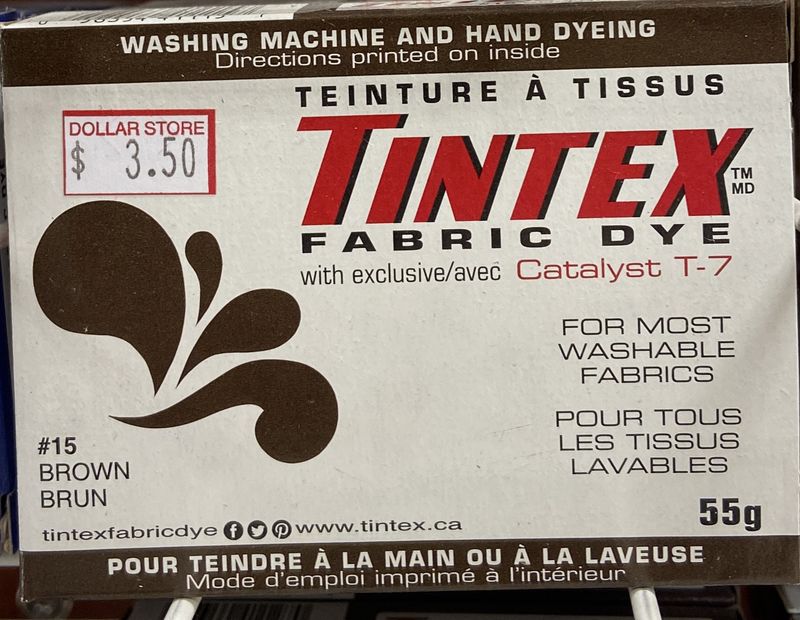 WASHING MACHINE AND HAND DYEING
Directions printed on inside
TEINTURE À TISSUS
DOLLAR STORE
$ 3.50
TINTEX
TM
MD
FABRIC DYE
with exclusive/avec Catalyst T-7
FOR MOST
WASHABLE
FABRICS
POUR TOUS
LES TISSUS
LAVABLES
#15
BROWN
BRUN
55g
tintexfabricdye www.tintex.ca
POUR TEINDRE À LA MAIN OU À LA LAVEUSE
Mode d'emploi imprimé à l'intérieur